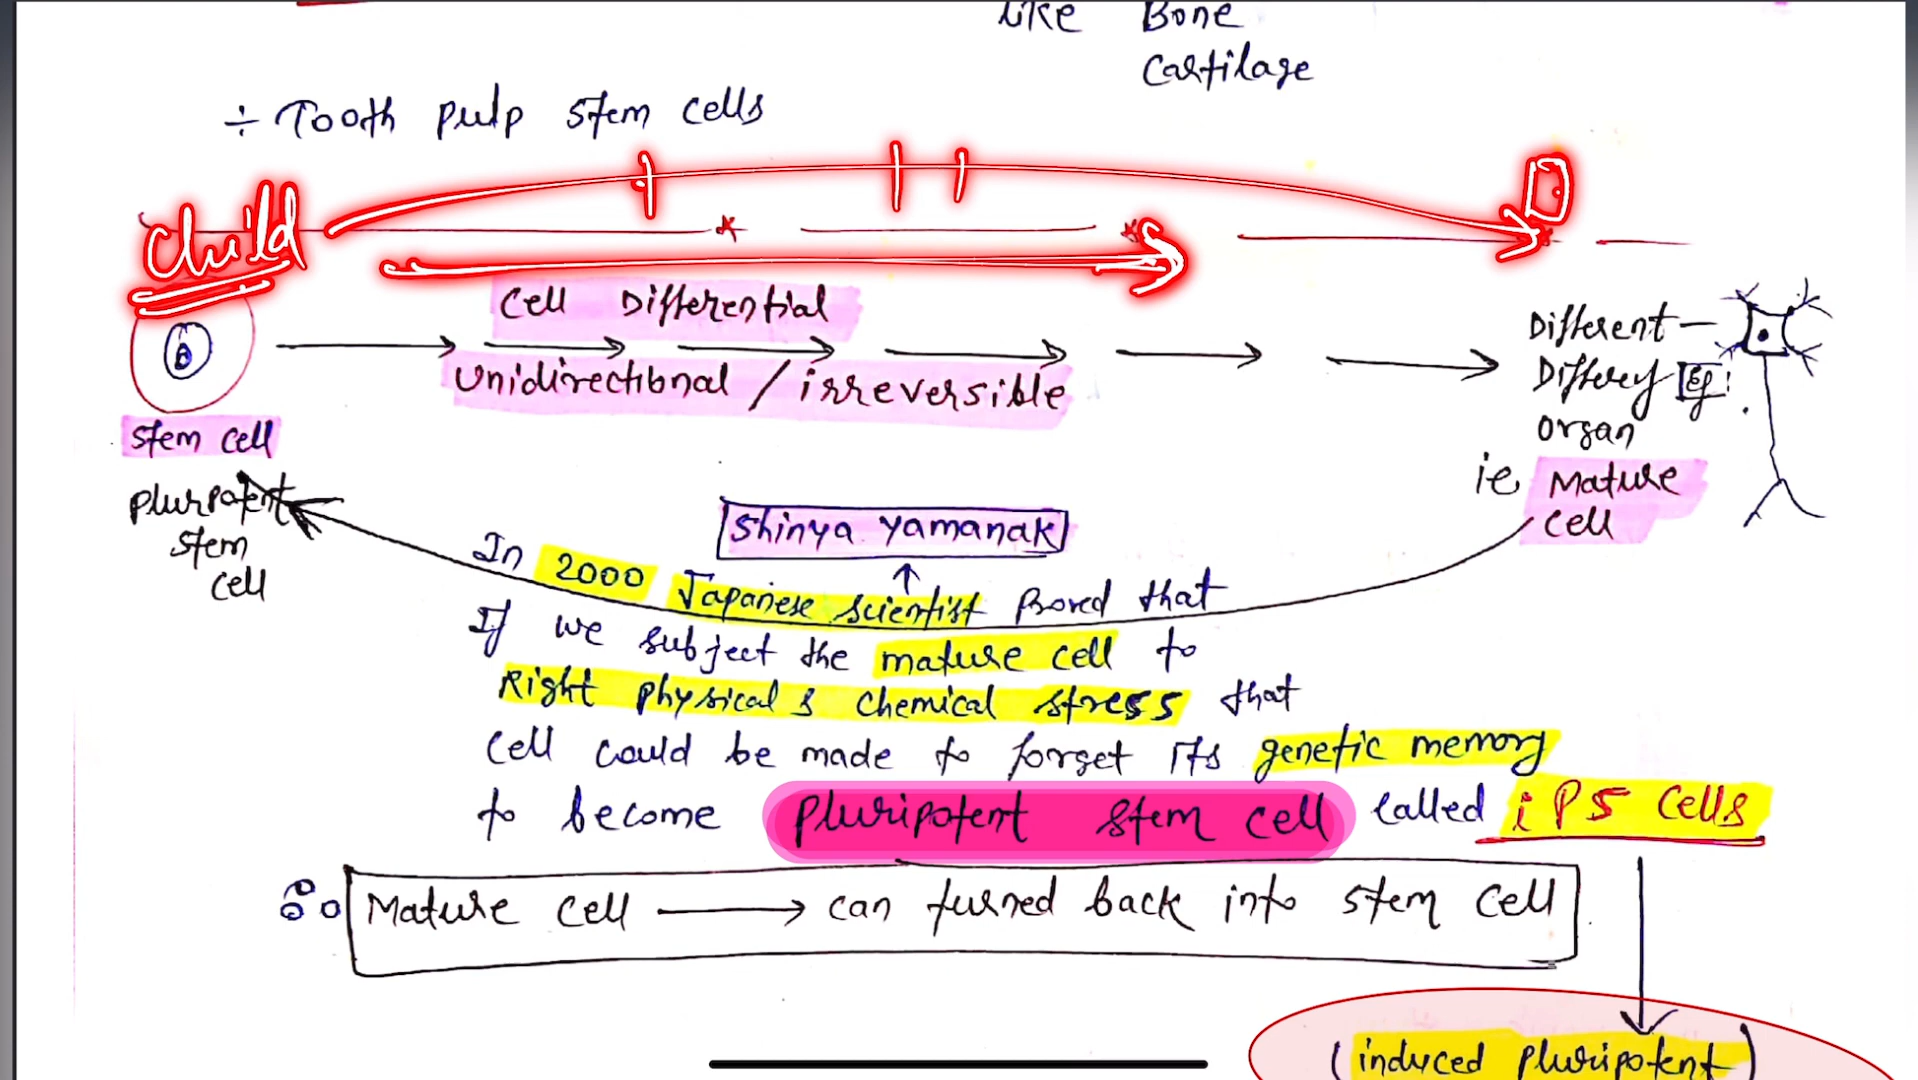 like Bone
Cartilage
÷ Tooth pulp stem cells
Child
Cell Differential
Unidirectional / irreversible
stem cell
Plurpotent
stem
cell
Different —
Eg:
organ
ie Mature
cell
Shinya Yamanak
In 2000 Japanese scientist Proved that
If we subject the mature cell to
Right physical & chemical stress that
cell could be made to forget its genetic memory
to become Pluripotent stem cell called iPS cells
Mature cell → can turned back into stem cell
(induced pluripotent)